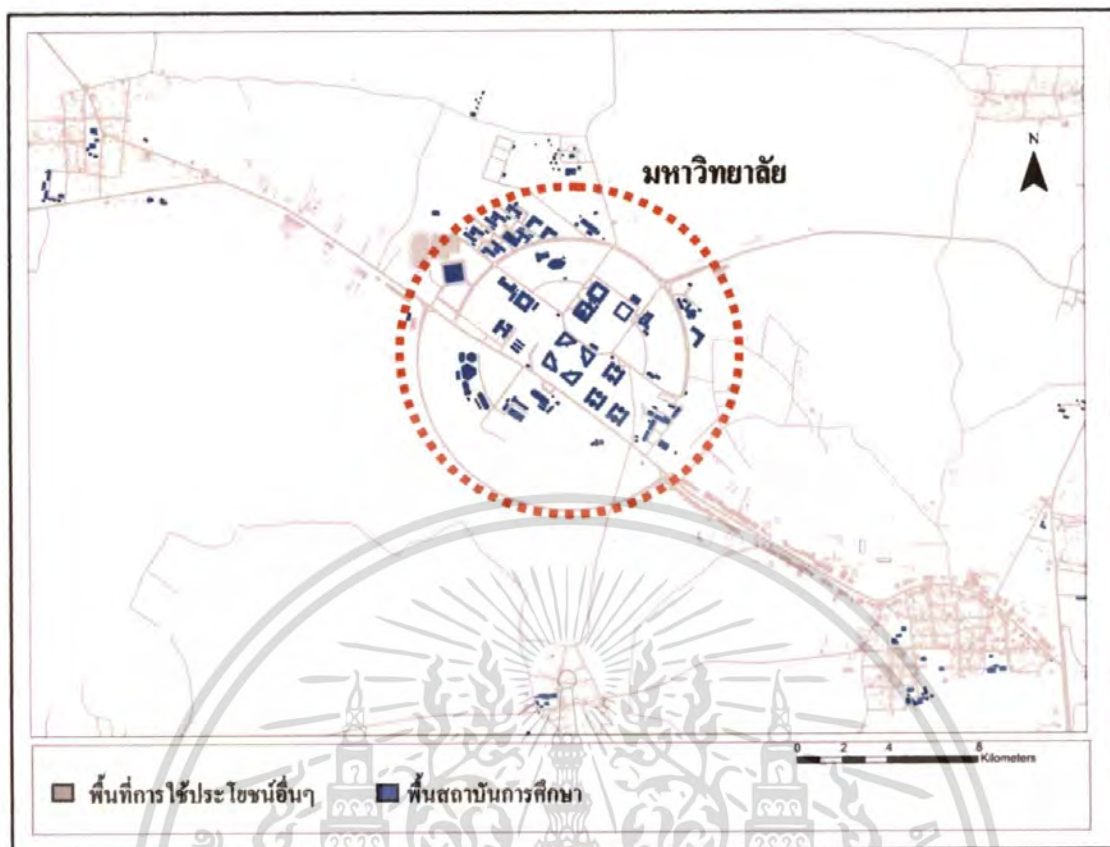 N
มหาวิทยาลัย
0 2 4 8
Kilometers
พื้นที่การใช้ประโยชน์อื่นๆ
พื้นสถาบันการศึกษา